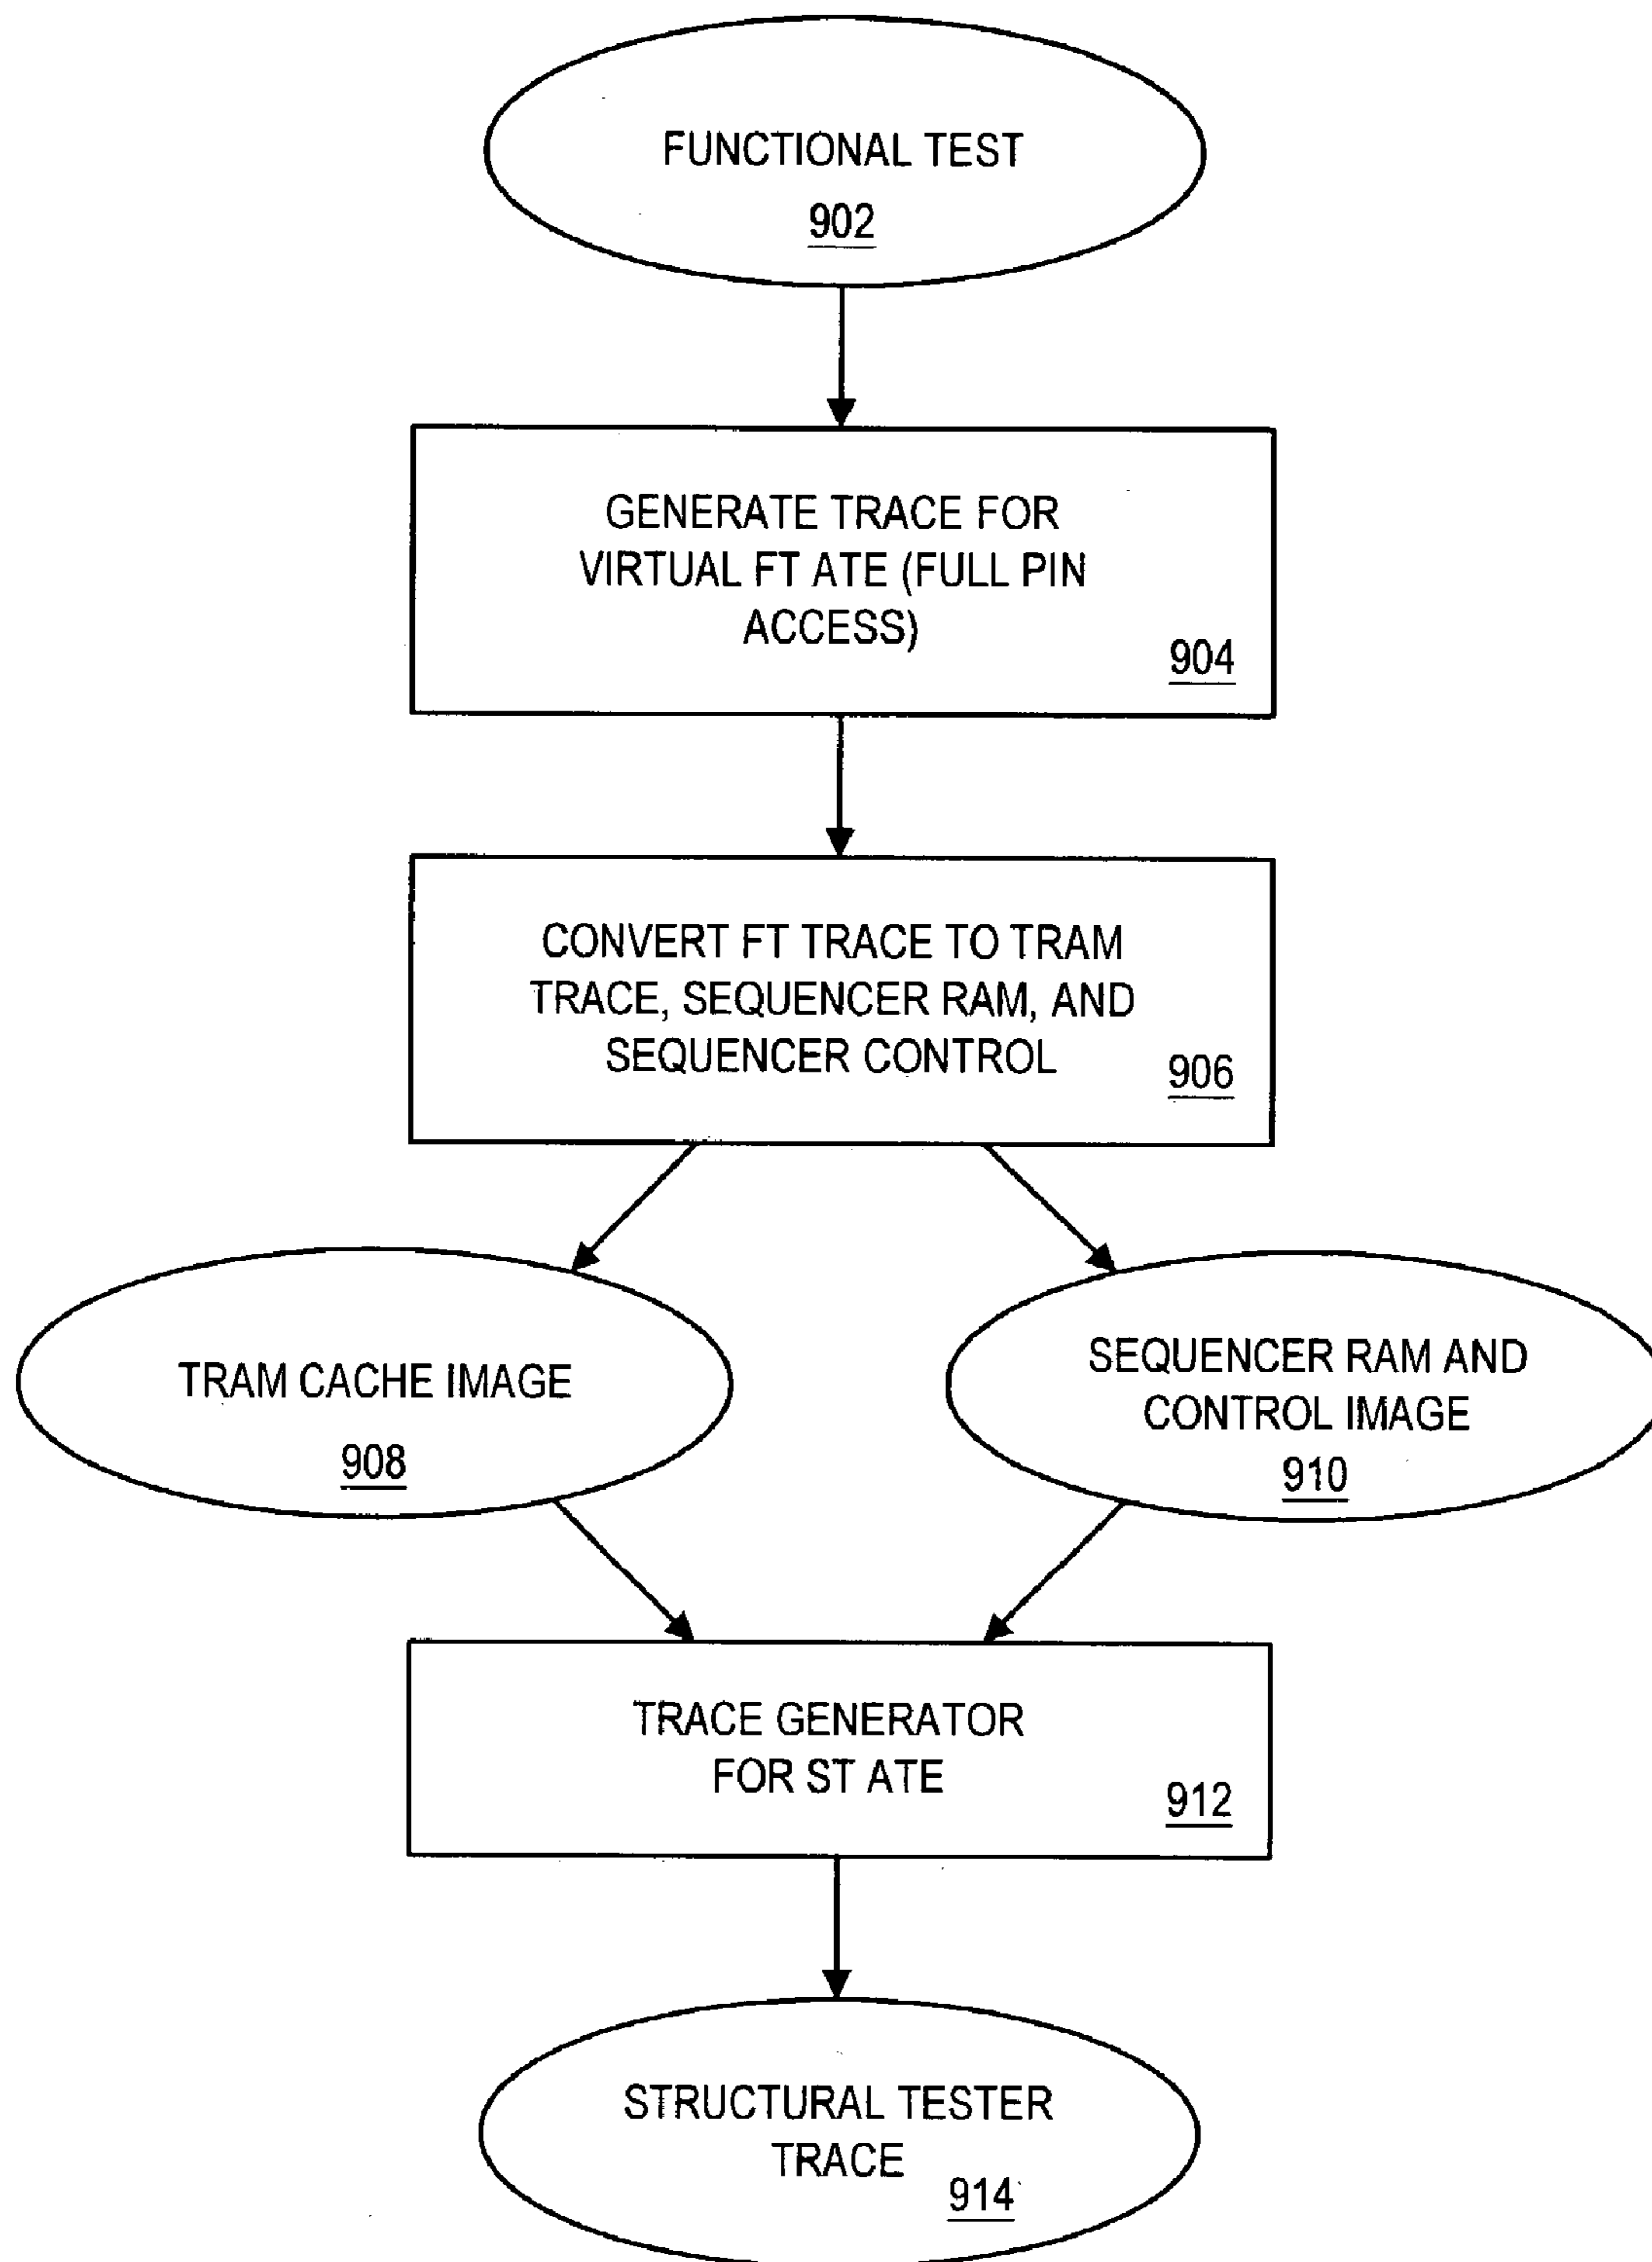 FUNCTIONAL TEST
902
GENERATE TRACE FOR
VIRTUAL FT ATE (FULL PIN
ACCESS)
904
CONVERT FT TRACE TO TRAM
TRACE, SEQUENCER RAM, AND
SEQUENCER CONTROL
906
TRAM CACHE IMAGE
908
SEQUENCER RAM AND
CONTROL IMAGE
910
TRACE GENERATOR
FOR ST ATE
912
STRUCTURAL TESTER
TRACE
914